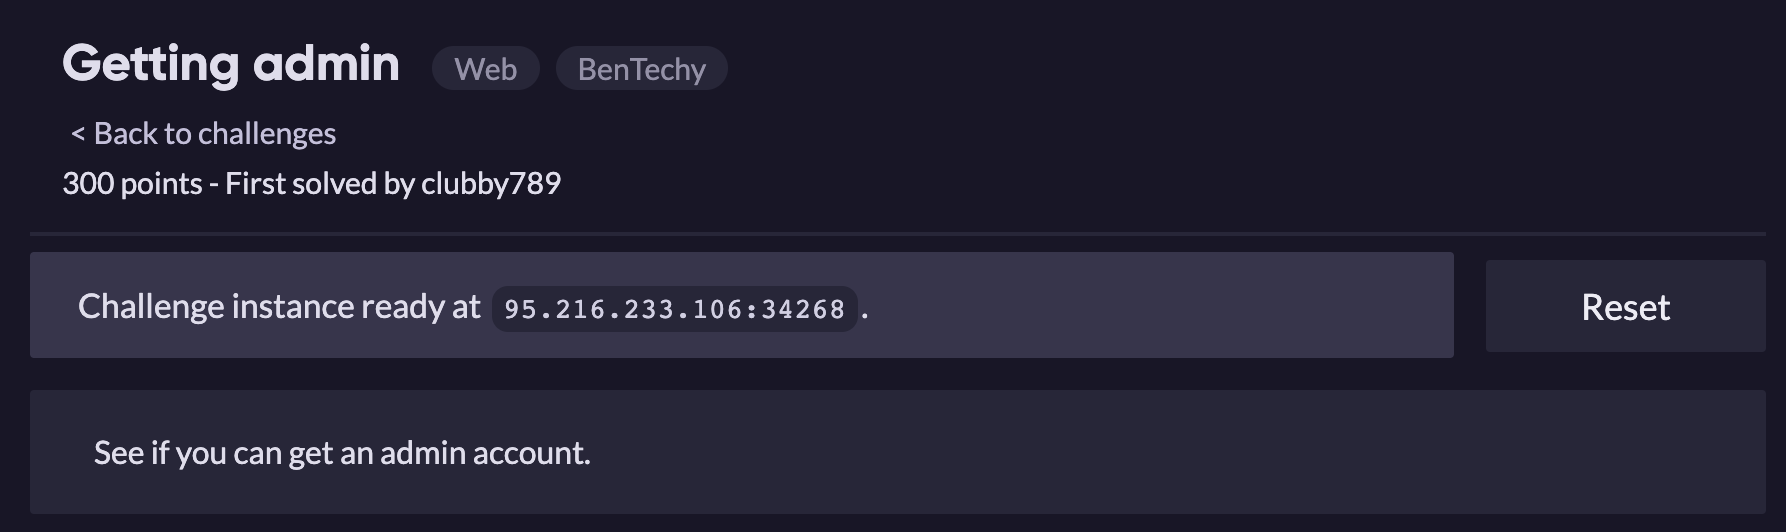 Getting admin Web BenTechy
< Back to challenges
300 points - First solved by clubby789
Challenge instance ready at 95.216.233.106:34268. Reset
See if you can get an admin account.